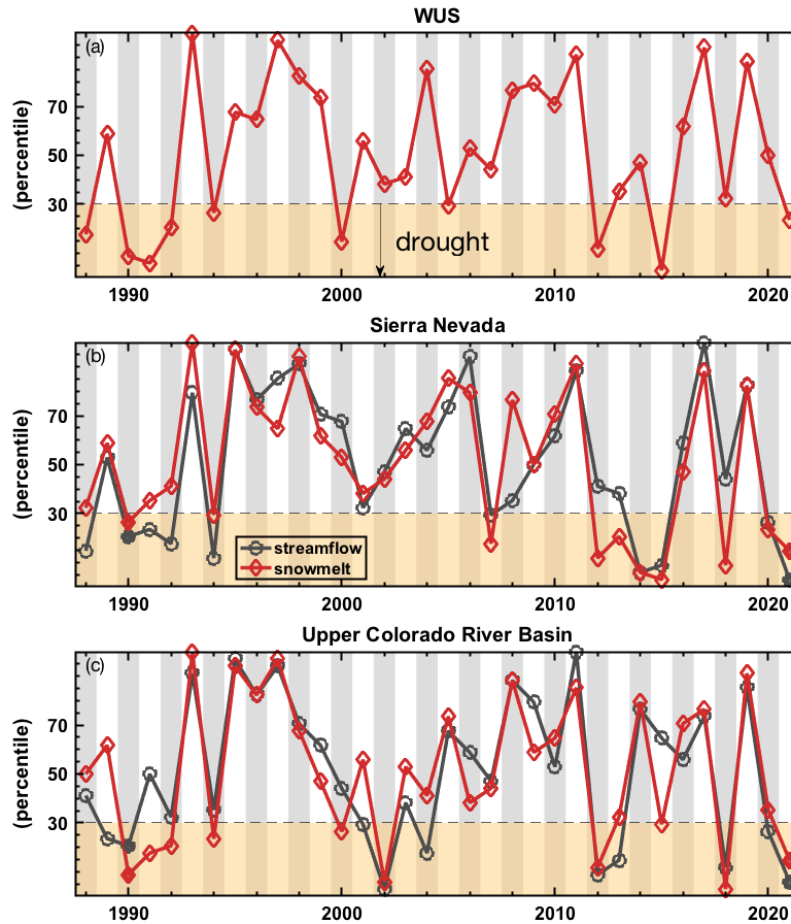 WUS
(a)
(percentile)
70
50
30
drought
1990
2000
2010
2020
Sierra Nevada
(b)
(percentile)
70
50
30
streamflow
snowmelt
1990
2000
2010
2020
Upper Colorado River Basin
(c)
(percentile)
70
50
30
1990
2000
2010
2020